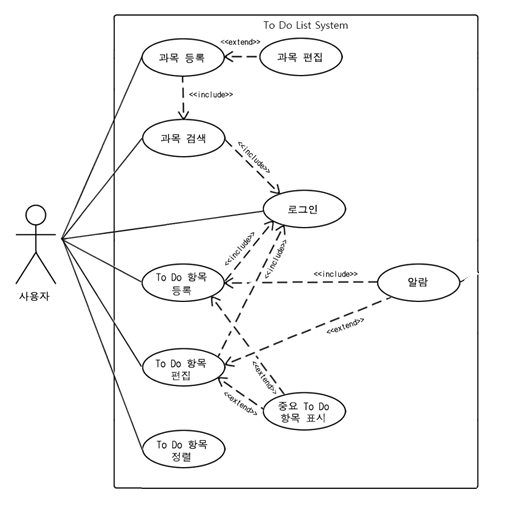 To Do List System
<<extend>>
과목 등록
과목 편집
<<include>>
과목 검색
<<include>>
로그인
<<include>>
<<include>>
To Do 항목
등록
<<include>>
알람
사용자
<<extend>>
To Do 항목
편집
<<extend>>
<<extend>>
중요 To Do
항목 표시
To Do 항목
정렬